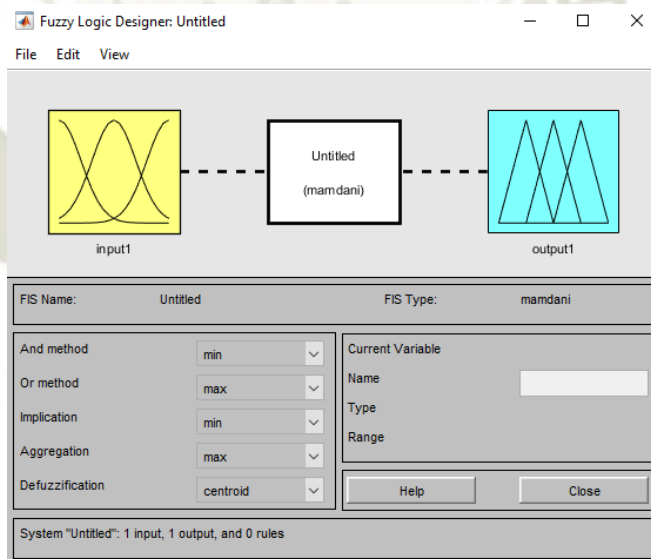 Fuzzy Logic Designer: Untitled
File Edit View
Untitled
(mamdani)
input1
output1
FIS Name: Untitled FIS Type: mamdani
And method min
Or method max
Implication min
Aggregation max
Defuzzification centroid
Current Variable
Name
Type
Range
Help Close
System "Untitled": 1 input, 1 output, and 0 rules